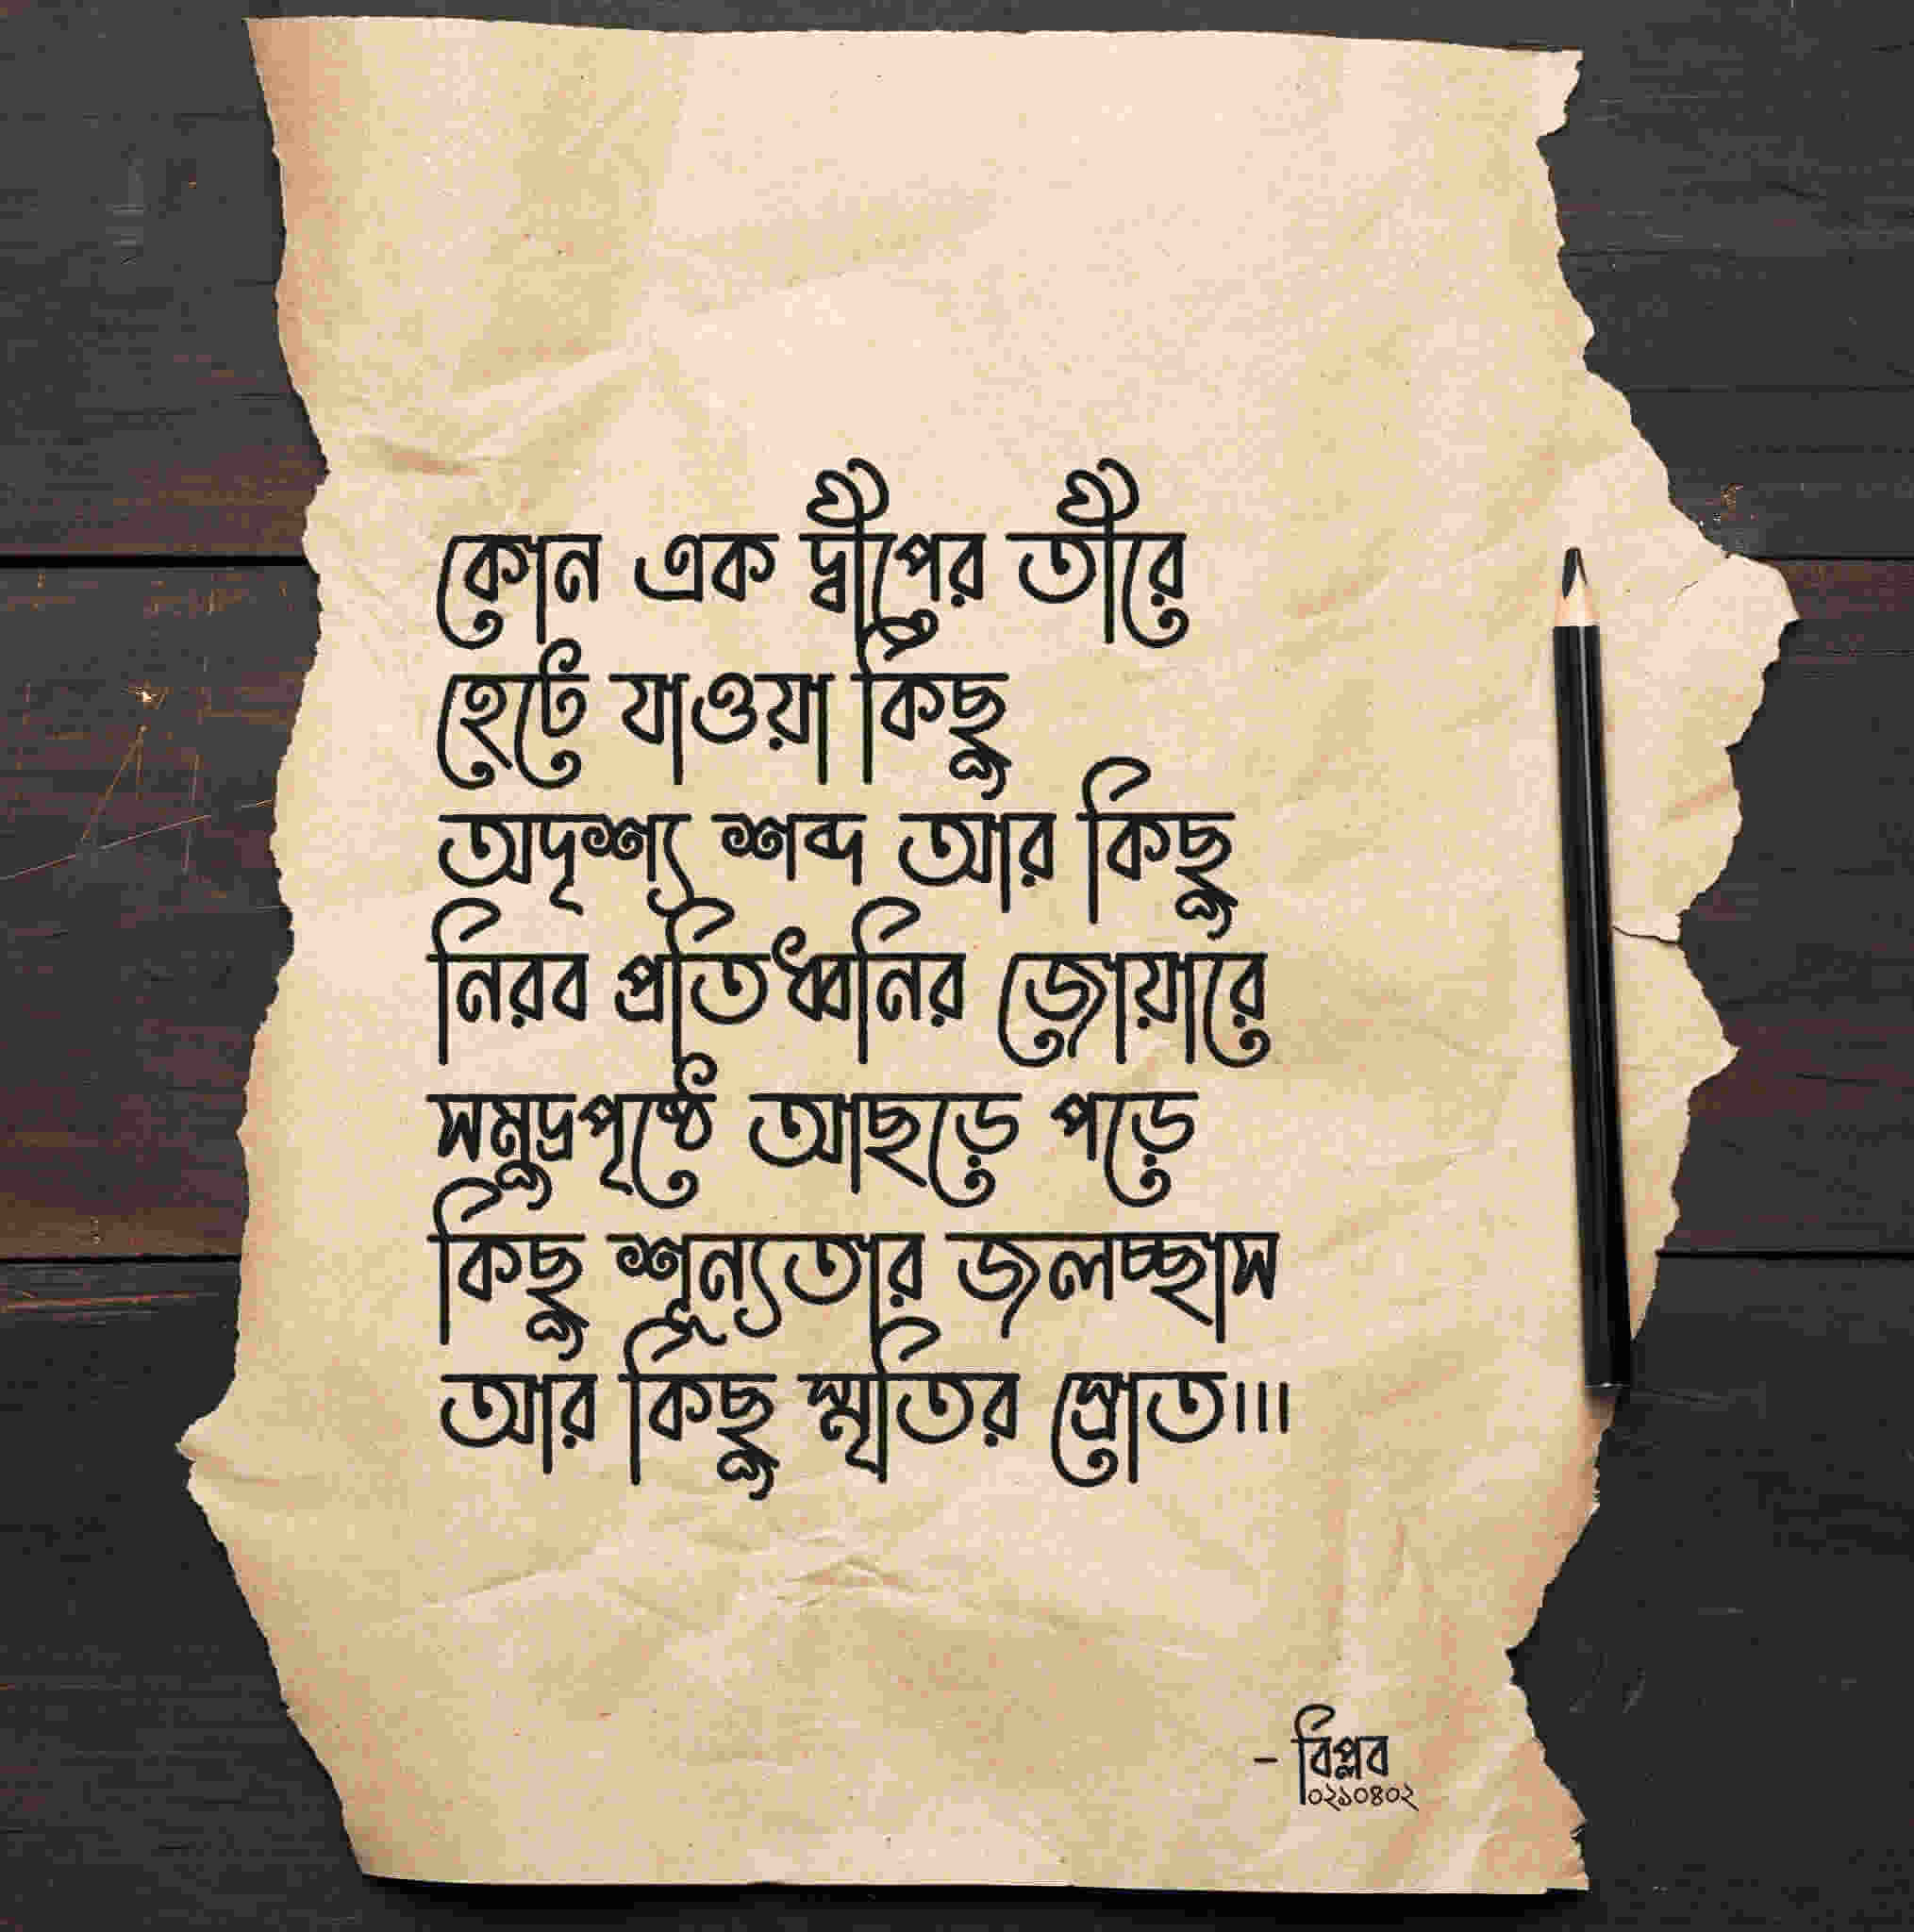 কোন এক দ্বীপের তীরে
হেটে যাওয়া কিছু
অদৃশ্য শব্দ আর কিছু
নিরব প্রতিধ্বনির জোয়ারে
সমুদ্রপৃষ্ঠে আছড়ে পড়ে
কিছু শূন্যতার জলচ্ছাস
আর কিছু স্মৃতির স্রোত।।।
- বিপ্লব
০২১০৪০২